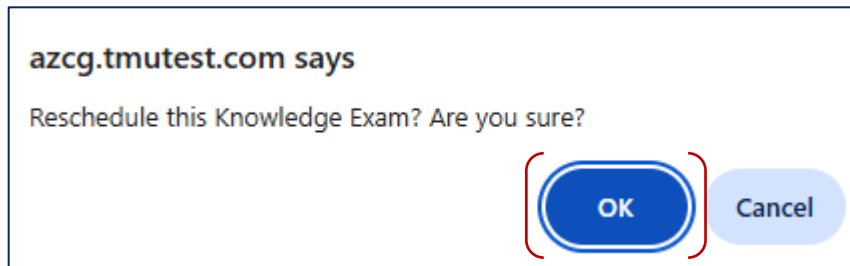 azcg.tmutest.com says
Reschedule this Knowledge Exam? Are you sure?
OK Cancel